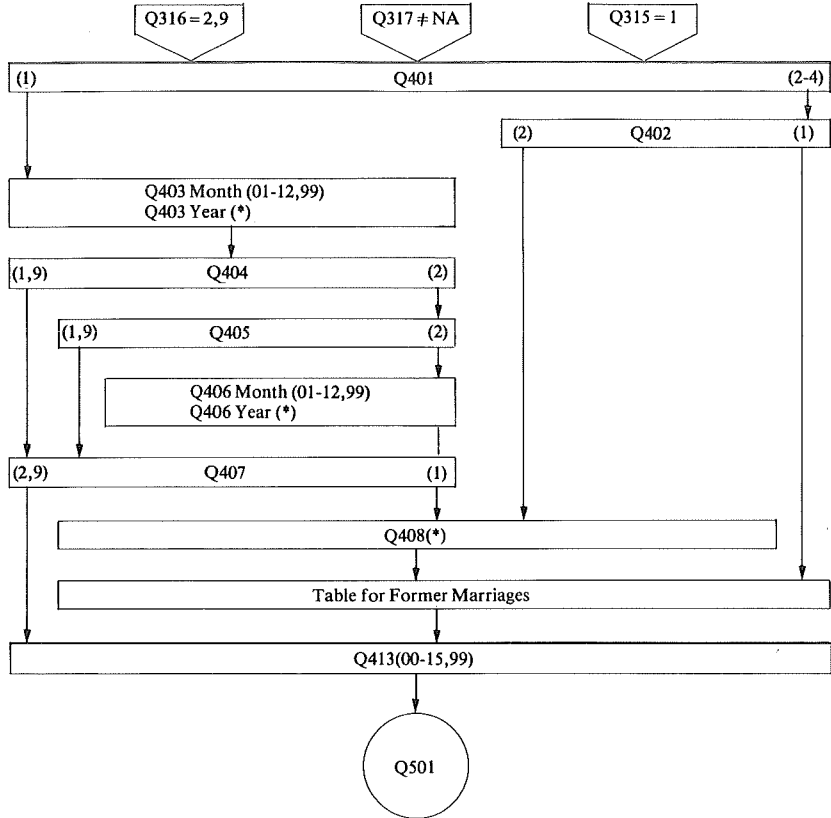 Q316 = 2,9 Q317 ≠ NA Q315 = 1
(1) Q401 (2-4)
(2) Q402 (1)
Q403 Month (01-12,99)
Q403 Year (*)
(1,9) Q404 (2)
(1,9) Q405 (2)
Q406 Month (01-12,99)
Q406 Year (*)
(2,9) Q407 (1)
Q408(*)
Table for Former Marriages
Q413(00-15,99)
Q501